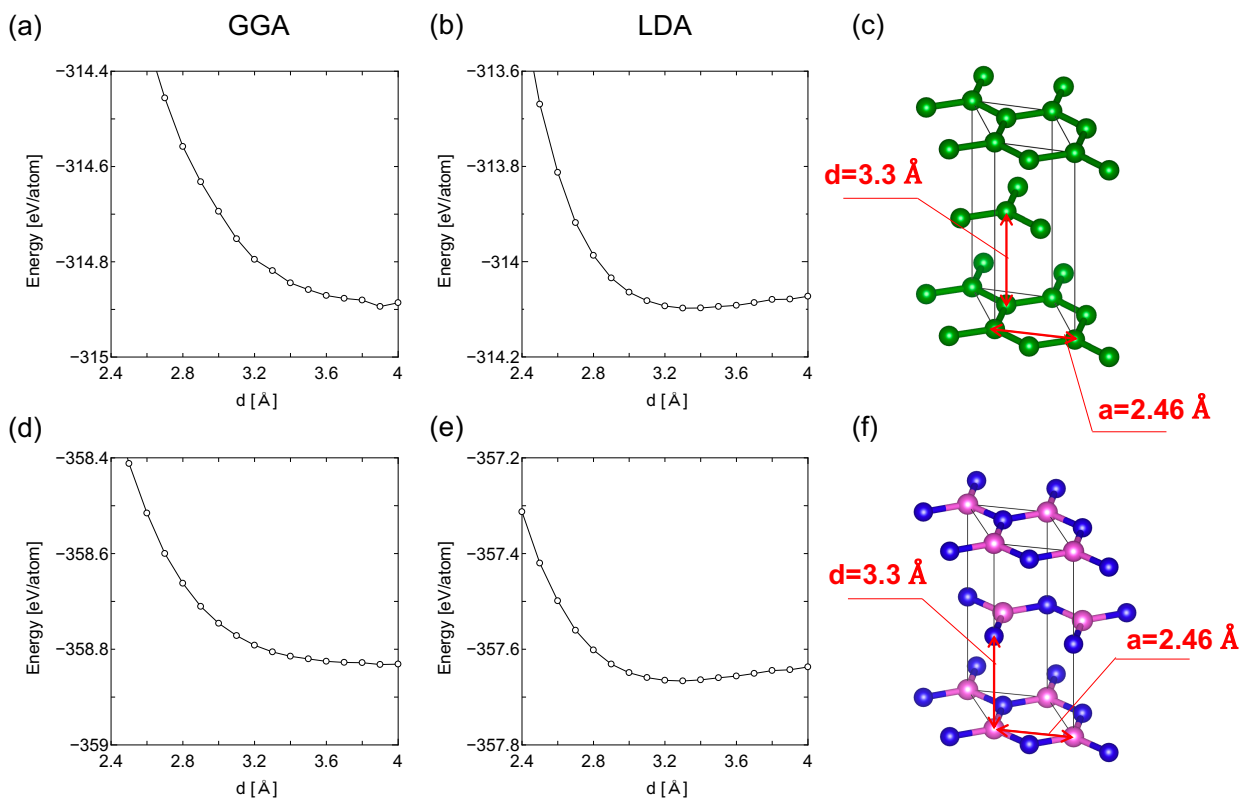 (a)
GGA
(b)
LDA
(c)
−314.4
−314.6
−314.8
−315
Energy [eV/atom]
2.4 2.8 3.2 3.6 4
d [Å]
−313.6
−313.8
−314
−314.2
Energy [eV/atom]
2.4 2.8 3.2 3.6 4
d [Å]
d=3.3 Å
a=2.46 Å
(d)
(e)
(f)
−358.4
−358.6
−358.8
−359
Energy [eV/atom]
2.4 2.8 3.2 3.6 4
d [Å]
−357.2
−357.4
−357.6
−357.8
Energy [eV/atom]
2.4 2.8 3.2 3.6 4
d [Å]
d=3.3 Å
a=2.46 Å